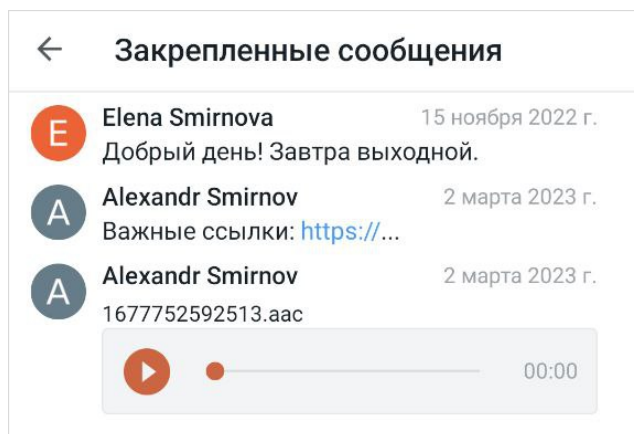 Закрепленные сообщения
E
Elena Smirnova 15 ноября 2022 г.
Добрый день! Завтра выходной.
A
Alexandr Smirnov 2 марта 2023 г.
Важные ссылки: https://...
A
Alexandr Smirnov 2 марта 2023 г.
1677752592513.aac
00:00